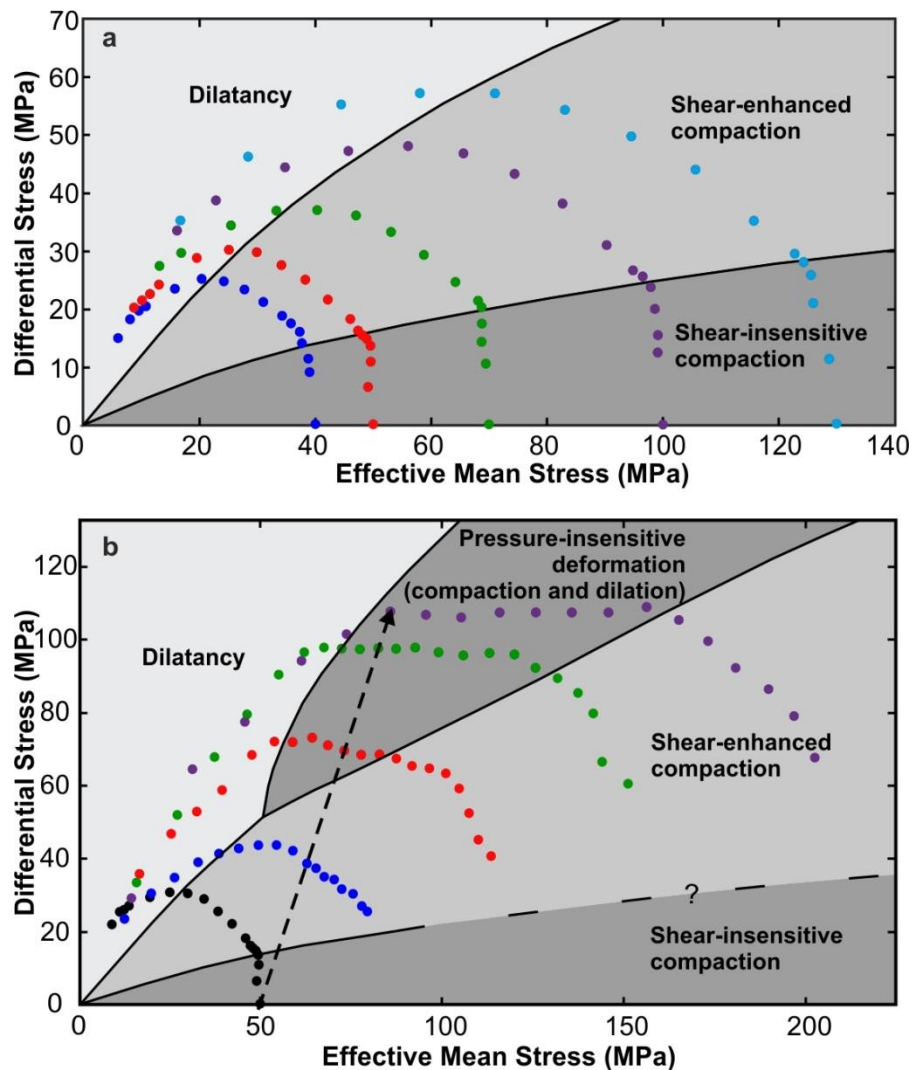 a
70
60
50
40
30
20
10
0
Differential Stress (MPa)
Dilatancy
Shear-enhanced
compaction
Shear-insensitive
compaction
0
20
40
60
80
100
120
140
Effective Mean Stress (MPa)
b
120
100
80
60
40
20
0
Differential Stress (MPa)
Pressure-insensitive
deformation
(compaction and dilation)
Dilatancy
Shear-enhanced
compaction
?
Shear-insensitive
compaction
0
50
100
150
200
Effective Mean Stress (MPa)